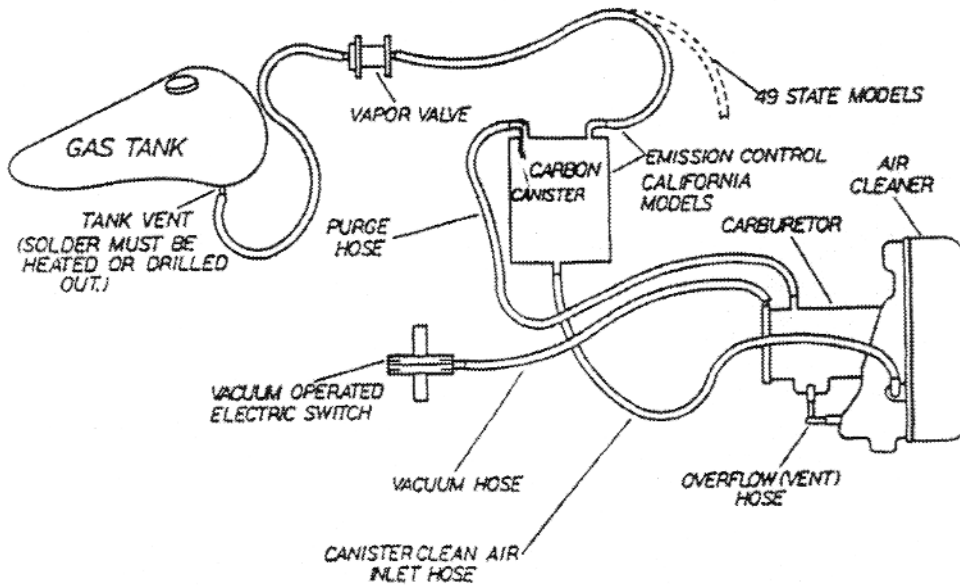 GAS TANK
VAPOR VALVE
49 STATE MODELS
TANK VENT
(SOLDER MUST BE
HEATED OR DRILLED
OUT.)
PURGE
HOSE
CARBON
CANISTER
EMISSION CONTROL
CALIFORNIA
MODELS
AIR
CLEANER
CARBURETOR
VACUUM OPERATED
ELECTRIC SWITCH
VACUUM HOSE
OVERFLOW (VENT)
HOSE
CANISTER CLEAN AIR
INLET HOSE